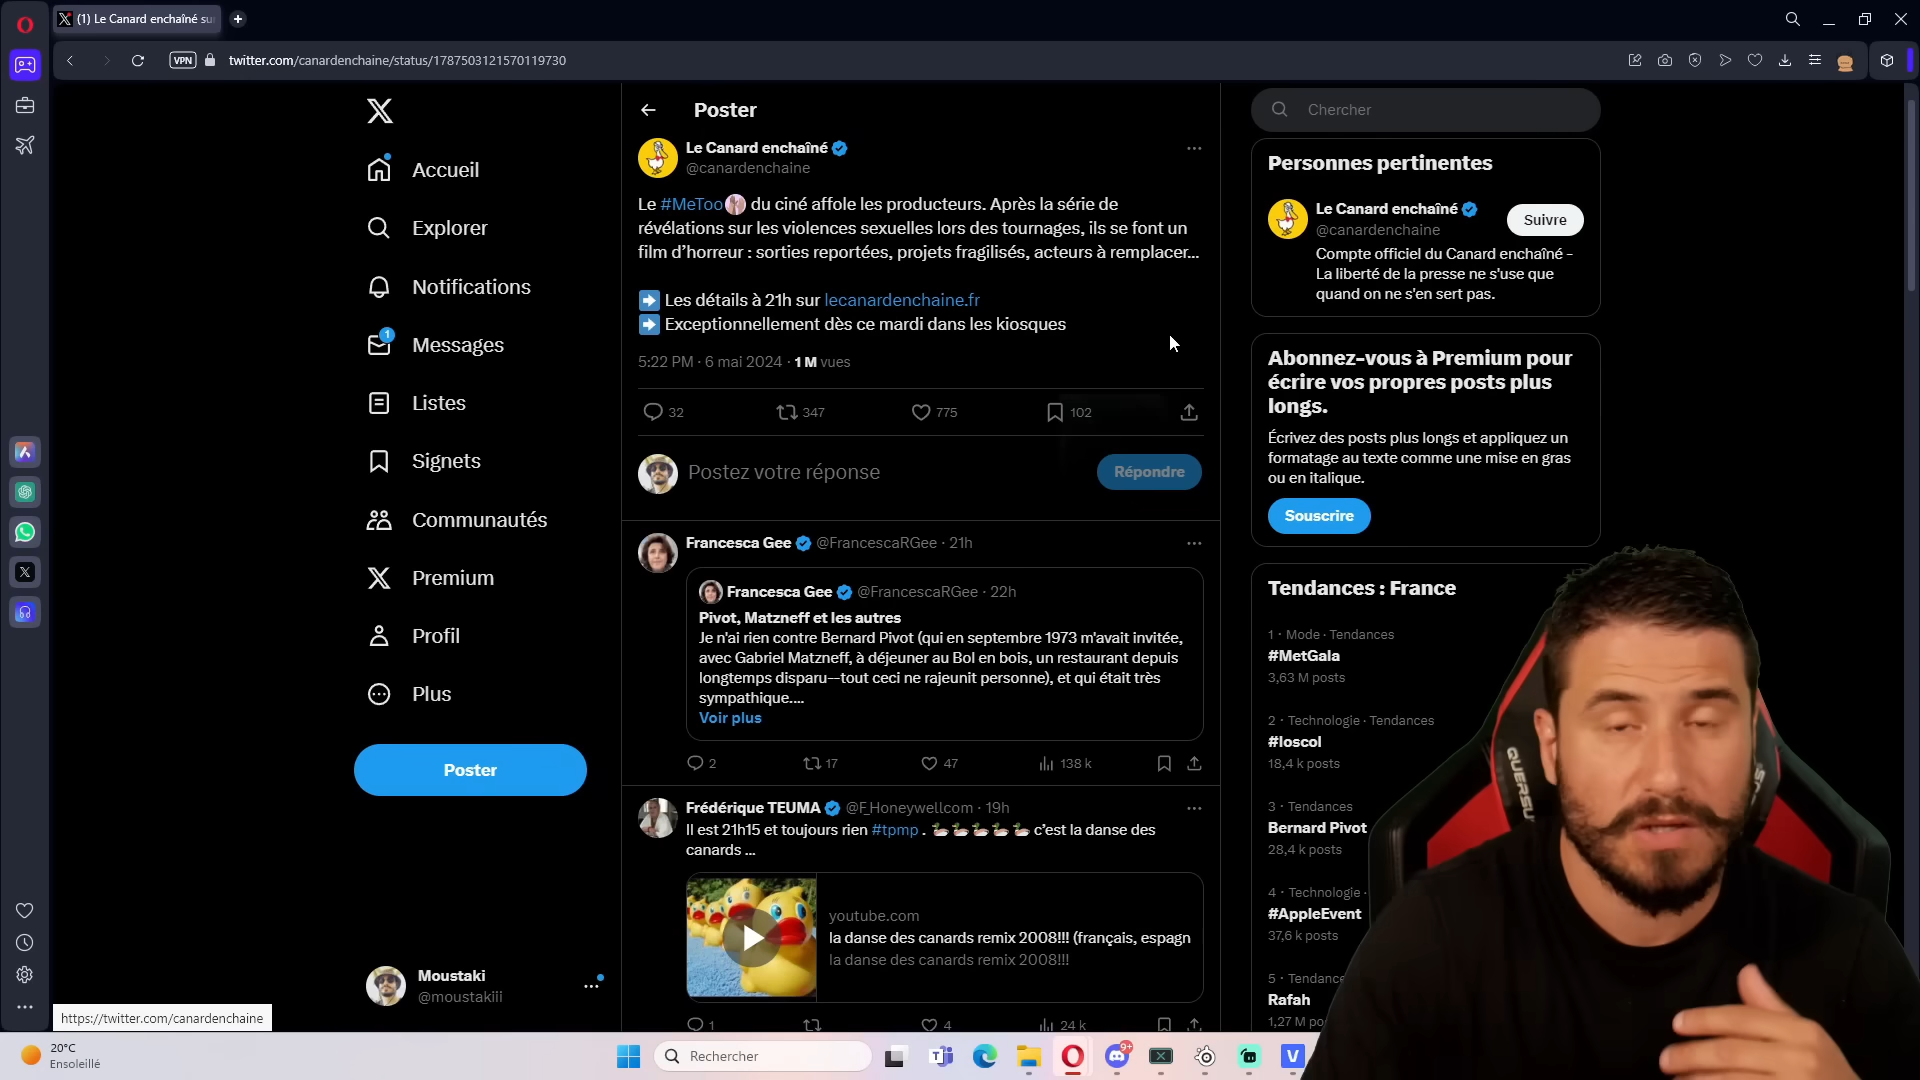 (1) Le Canard enchaîné su
VPN
twitter.com/canardenchaine/status/1787503121570119730
Accueil
Explorer
Notifications
1
Messages
Listes
Signets
Communautés
Premium
Profil
Plus
Poster
Moustaki
@moustakiii
https://twitter.com/canardenchaine
Poster
Le Canard enchaîné
@canardenchaine
Le #MeToo du ciné affole les producteurs. Après la série de
révélations sur les violences sexuelles lors des tournages, ils se font un
film d’horreur : sorties reportées, projets fragilisés, acteurs à remplacer...
➡ Les détails à 21h sur lecanardenchaine.fr
➡ Exceptionnellement dès ce mardi dans les kiosques
5:22 PM · 6 mai 2024 · 1 M vues
32
347
775
102
Postez votre réponse
Répondre
Francesca Gee @FrancescaRGee · 21h
Francesca Gee @FrancescaRGee · 22h
Pivot, Matzneff et les autres
Je n'ai rien contre Bernard Pivot (qui en septembre 1973 m'avait invitée,
avec Gabriel Matzneff, à déjeuner au Bol en bois, un restaurant depuis
longtemps disparu--tout ceci ne rajeunit personne), et qui était très
sympathique....
Voir plus
2
17
47
138 k
Frédérique TEUMA @F_Honeywellcom · 19h
Il est 21h15 et toujours rien #tpmp . 🦆🦆🦆🦆🦆 c’est la danse des
canards ...
youtube.com
la danse des canards remix 2008!!! (français, espagn
la danse des canards remix 2008!!!
1
4
24 k
Chercher
Personnes pertinentes
Le Canard enchaîné
@canardenchaine
Suivre
Compte officiel du Canard enchaîné -
La liberté de la presse ne s'use que
quand on ne s'en sert pas.
Abonnez-vous à Premium pour
écrire vos propres posts plus
longs.
Écrivez des posts plus longs et appliquez un
formatage au texte comme une mise en gras
ou en italique.
Souscrire
Tendances : France
1 · Mode · Tendances
#MetGala
3,63 M posts
2 · Technologie · Tendances
#loscol
18,4 k posts
3 · Tendances
Bernard Pivot
28,4 k posts
4 · Technologie ·
#AppleEvent
37,6 k posts
5 · Tendance
Rafah
1,27 M po
QUERSU
20°C
Ensoleillé
Rechercher
9+
V